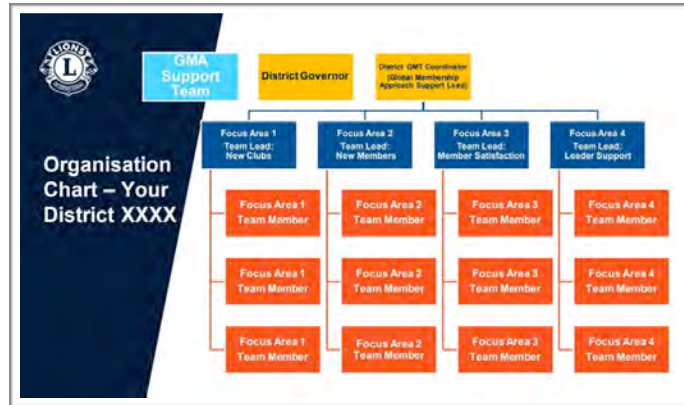 LIONS
L
INTERNATIONAL
Organisation
Chart – Your
District XXXX
GMA
Support
Team
District Governor
District GMT Coordinator
(Global Membership
Approach Support Lead)
Focus Area 1
Team Lead:
New Clubs
Focus Area 2
Team Lead:
New Members
Focus Area 3
Team Lead:
Member Satisfaction
Focus Area 4
Team Lead:
Leader Support
Focus Area 1
Team Member
Focus Area 2
Team Member
Focus Area 3
Team Member
Focus Area 4
Team Member
Focus Area 1
Team Member
Focus Area 2
Team Member
Focus Area 3
Team Member
Focus Area 4
Team Member
Focus Area 1
Team Member
Focus Area 2
Team Member
Focus Area 3
Team Member
Focus Area 4
Team Member